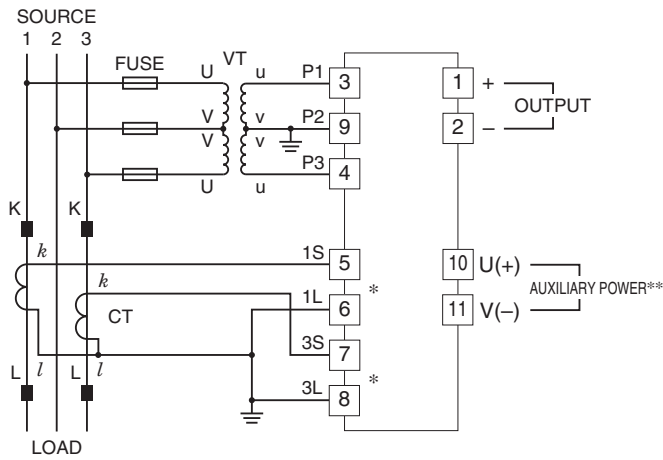 SOURCE
1 2 3
FUSE
VT
U u P1 3
V v P2 9
V v
U u P3 4
1 +
OUTPUT
2 –
K K
k 1S 5
*
k 1L 6
CT
3S 7
*
l l
L L 3L 8
10 U(+)
AUXILIARY POWER**
11 V(–)
LOAD